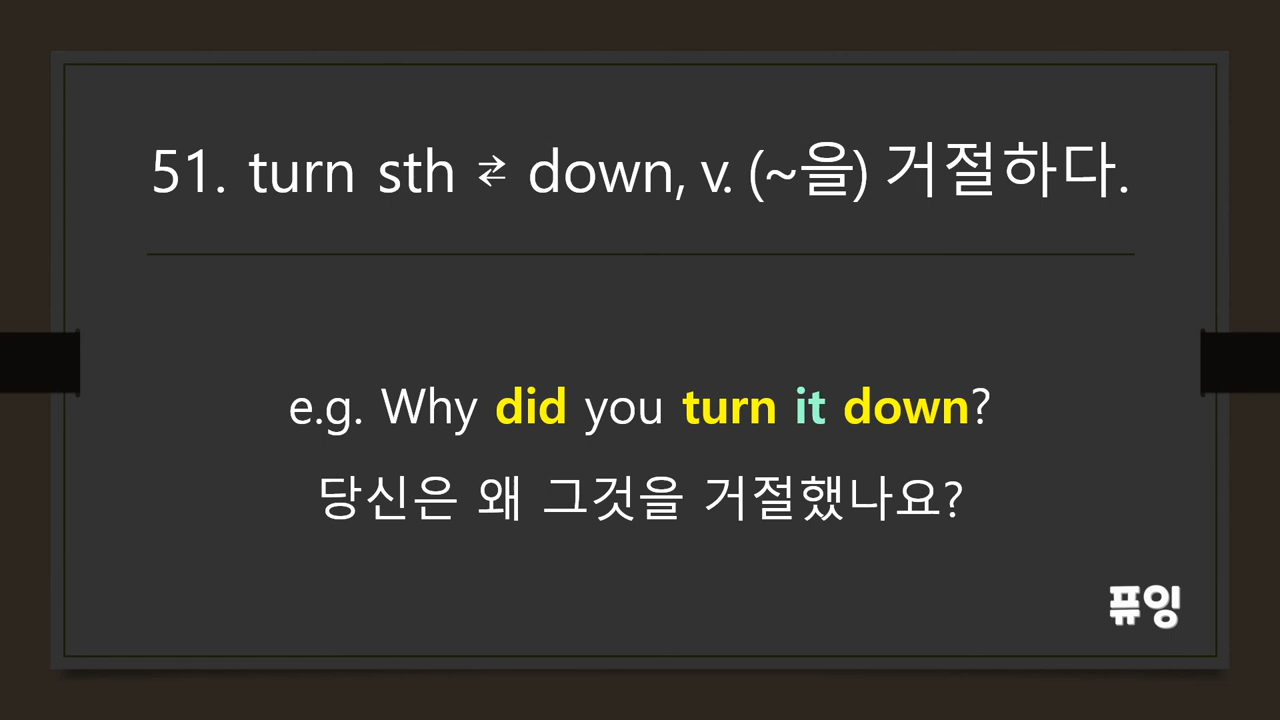 51. turn sth ⇄ down, v. (~을) 거절하다.
e.g. Why did you turn it down?
당신은 왜 그것을 거절했나요?
퓨잉